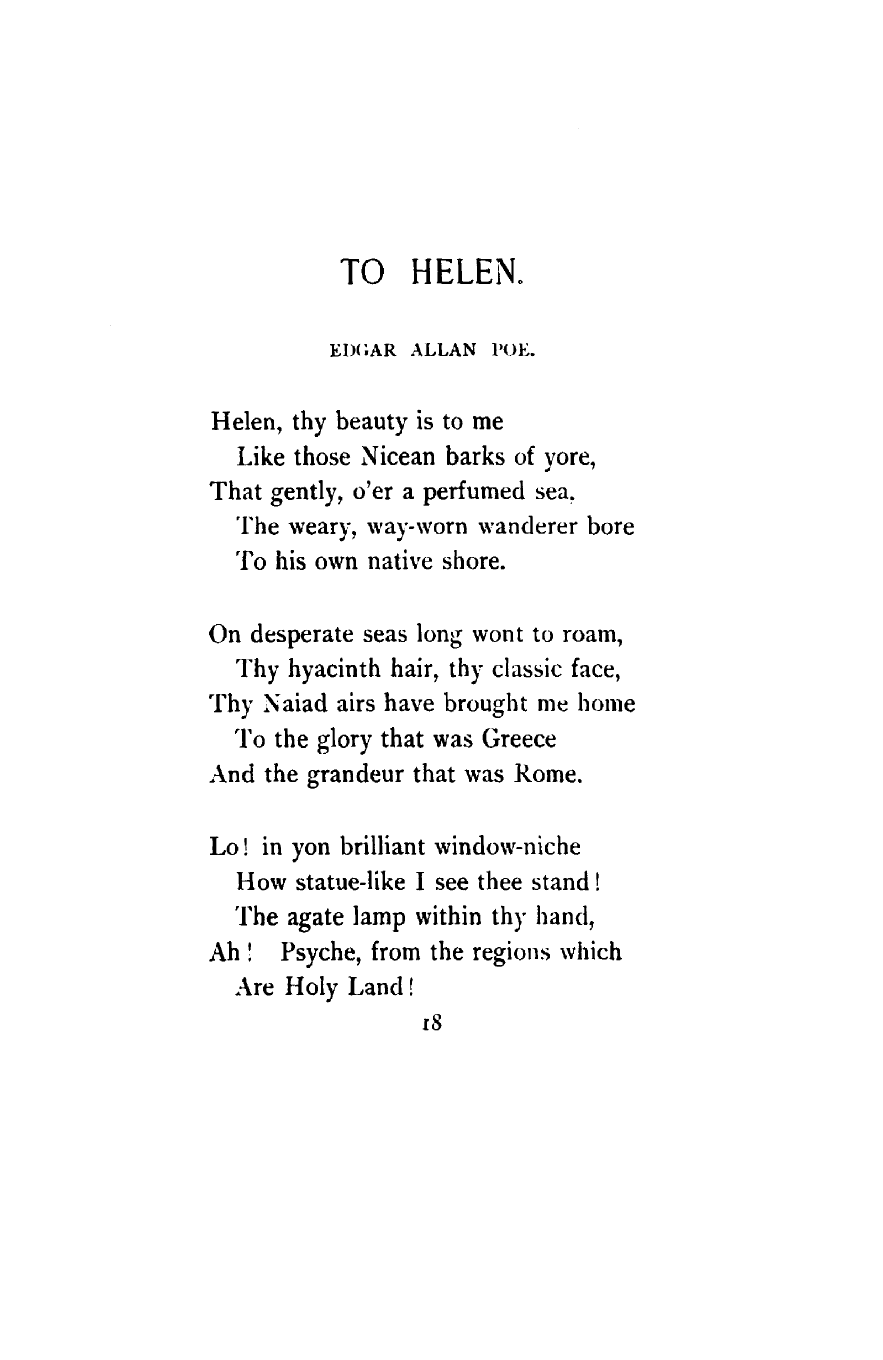 TO HELEN.
EDGAR ALLAN POE.
Helen, thy beauty is to me
Like those Nicean barks of yore,
That gently, o'er a perfumed sea,
The weary, way-worn wanderer bore
To his own native shore.
On desperate seas long wont to roam,
Thy hyacinth hair, thy classic face,
Thy Naiad airs have brought me home
To the glory that was Greece
And the grandeur that was Rome.
Lo! in yon brilliant window-niche
How statue-like I see thee stand!
The agate lamp within thy hand,
Ah! Psyche, from the regions which
Are Holy Land!
18